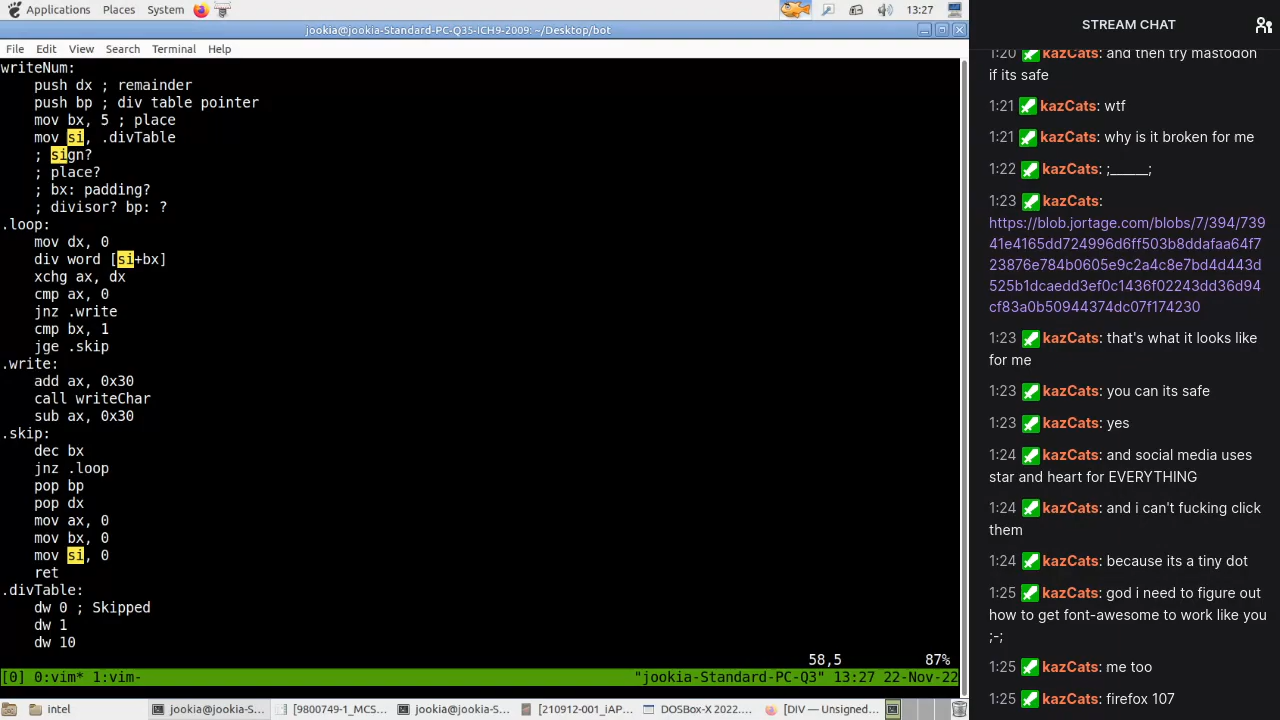 Applications Places System 13:27
jookia@jookia-Standard-PC-Q35-ICH9-2009: ~/Desktop/bot
File Edit View Search Terminal Help
writeNum:
push dx ; remainder
push bp ; div table pointer
mov bx, 5 ; place
mov si, .divTable
; sign?
; place?
; bx: padding?
; divisor? bp: ?
.loop:
mov dx, 0
div word [si+bx]
xchg ax, dx
cmp ax, 0
jnz .write
cmp bx, 1
jge .skip
.write:
add ax, 0x30
call writeChar
sub ax, 0x30
.skip:
dec bx
jnz .loop
pop bp
pop dx
mov ax, 0
mov bx, 0
mov si, 0
ret
.divTable:
dw 0 ; Skipped
dw 1
dw 10
58,5 87%
[0] 0:vim* 1:vim- "jookia-Standard-PC-Q3" 13:27 22-Nov-22
intel jookia@jookia-S... [980209-1_MCS... jookia@jookia-S... [210912-001_iAP... DOSBox-X 2022.... [DIV — Unsigned...
STREAM CHAT
1:20 kazCats: and then try mastodon
if its safe
1:21 kazCats: wtf
1:21 kazCats: why is it broken for me
1:22 kazCats: ;_____;
1:23 kazCats:
https://blob.jortage.com/blobs/7/394/739
41e4165dd724996d6ff503b8ddafaa64f7
23876e784b0605e9c2a4c8e7bd4d443d
525b1dcaedd3ef0c1436f02243dd36d94
cf83a0b50944374dc07f174230
1:23 kazCats: that's what it looks like
for me
1:23 kazCats: you can its safe
1:23 kazCats: yes
1:24 kazCats: and social media uses
star and heart for EVERYTHING
1:24 kazCats: and i can't fucking click
them
1:24 kazCats: because its a tiny dot
1:25 kazCats: god i need to figure out
how to get font-awesome to work like you
;-;
1:25 kazCats: me too
1:25 kazCats: firefox 107